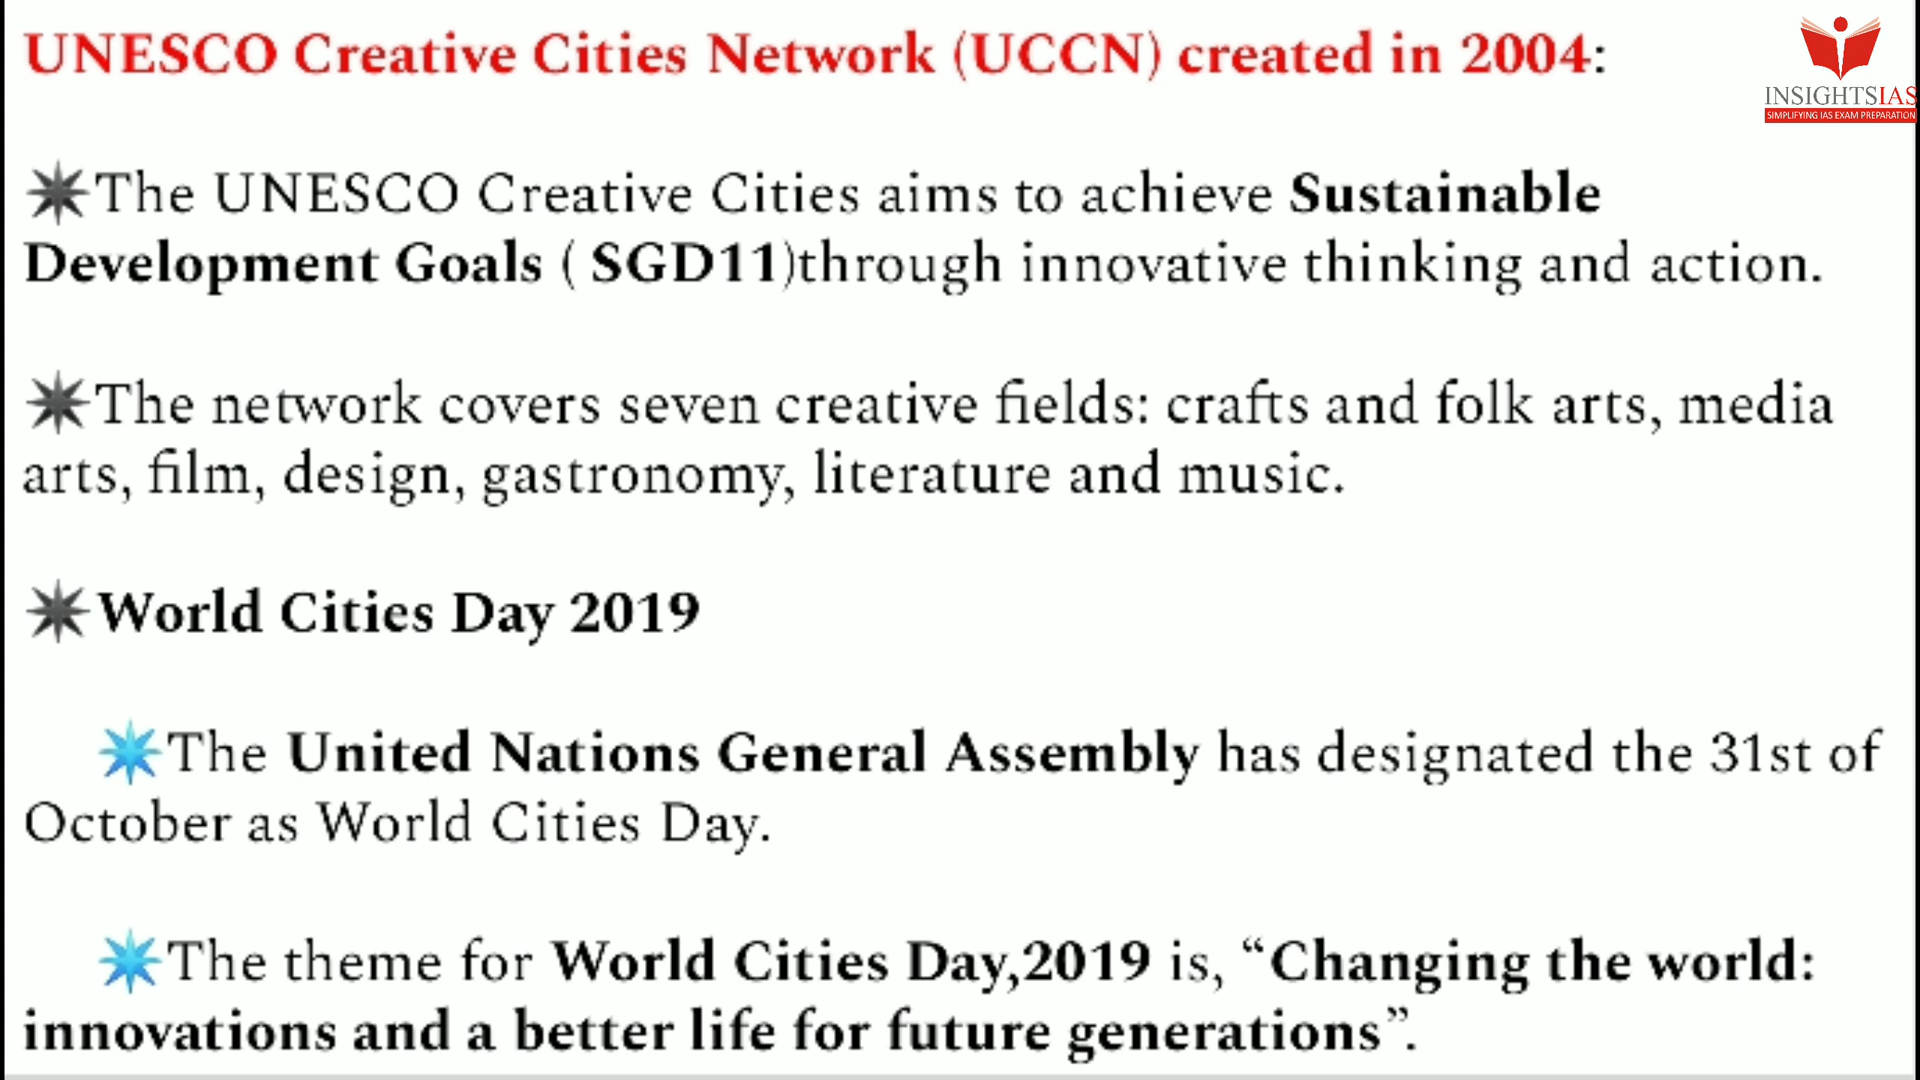 UNESCO Creative Cities Network (UCCN) created in 2004:
INSIGHTSIAS
SIMPLIFYING IAS EXAM PREPARATION
The UNESCO Creative Cities aims to achieve Sustainable
Development Goals ( SGD11)through innovative thinking and action.
The network covers seven creative fields: crafts and folk arts, media
arts, film, design, gastronomy, literature and music.
World Cities Day 2019
The United Nations General Assembly has designated the 31st of
October as World Cities Day.
The theme for World Cities Day,2019 is, “Changing the world:
innovations and a better life for future generations”.